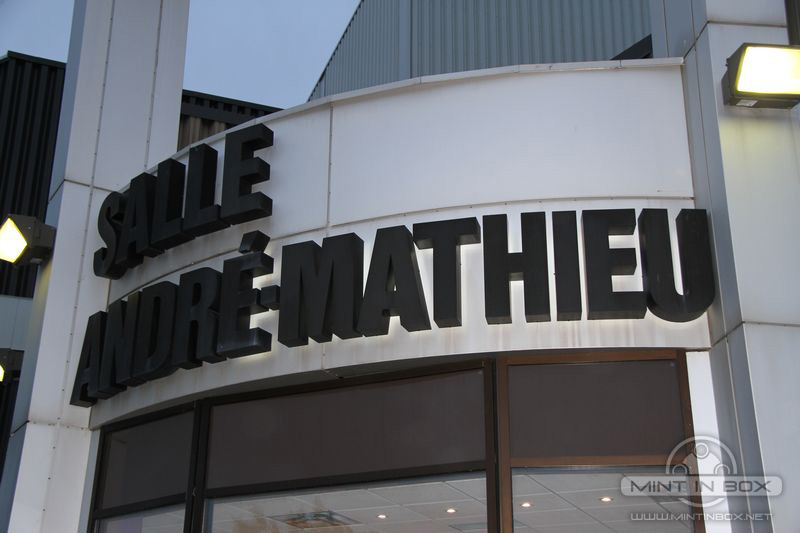 SALLE
ANDRÉ-MATHIEU
MINT IN BOX
WWW.MINTINBOX.NET